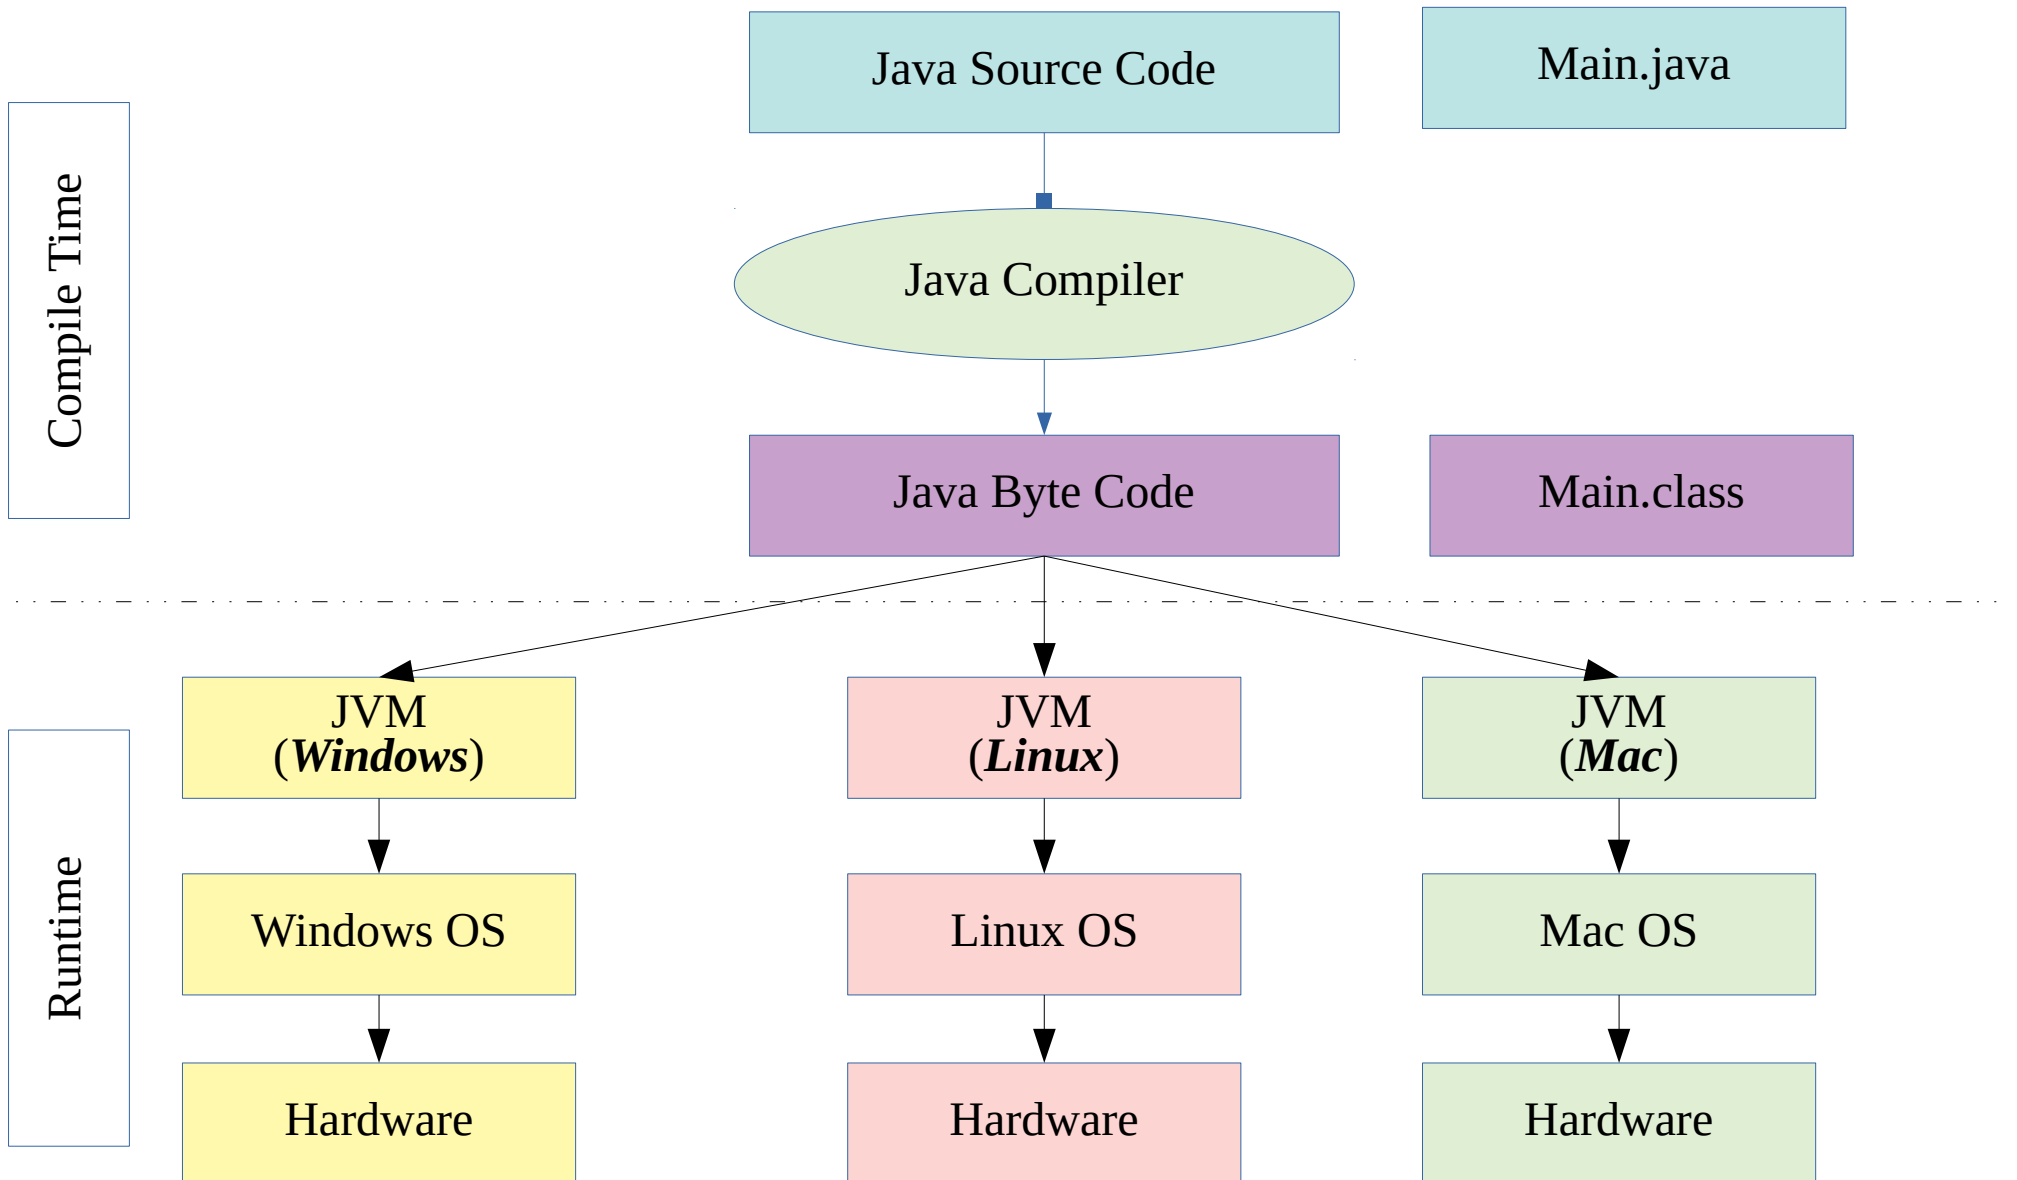 Java Source Code
Main.java
Compile Time
Java Compiler
Java Byte Code
Main.class
JVM
(Windows)
JVM
(Linux)
JVM
(Mac)
Runtime
Windows OS
Linux OS
Mac OS
Hardware
Hardware
Hardware